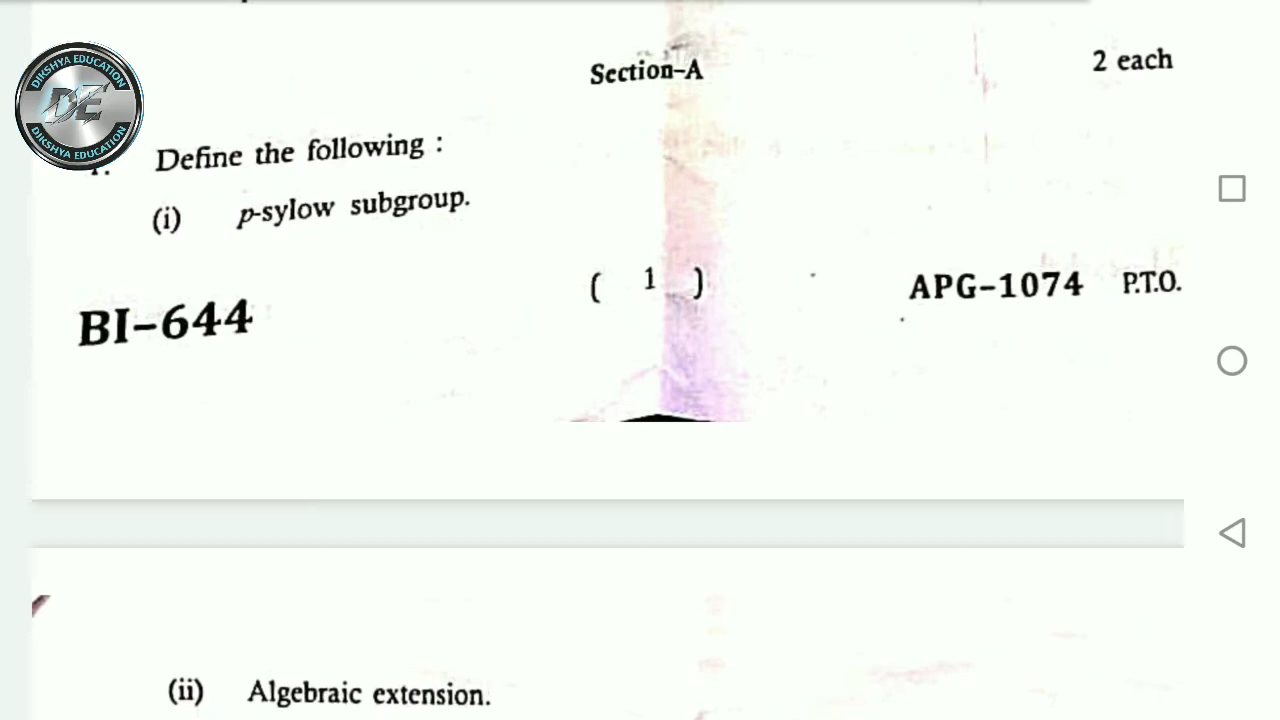 DIKSHYA EDUCATION
DE
DIKSHYA EDUCATION
Section-A
2 each
Define the following :
(i) p-sylow subgroup.
BI-644
( 1 )
APG-1074 P.T.O.
(ii) Algebraic extension.